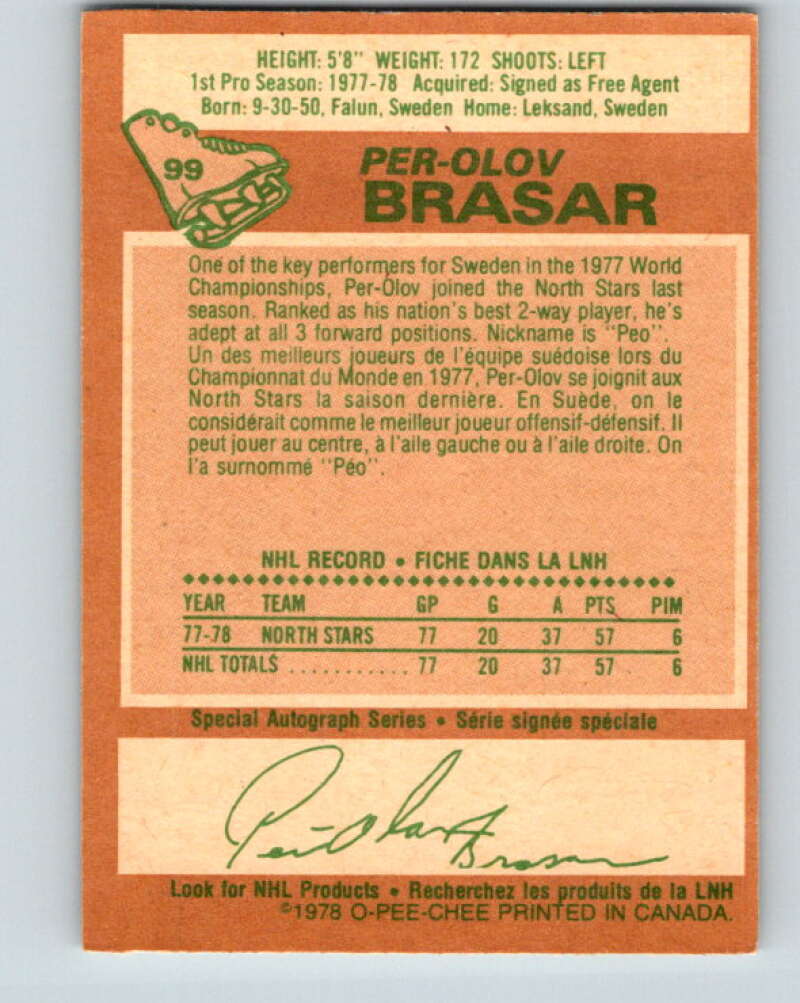 HEIGHT: 5'8" WEIGHT: 172 SHOOTS: LEFT
1st Pro Season: 1977-78 Acquired: Signed as Free Agent
Born: 9-30-50, Falun, Sweden Home: Leksand, Sweden
99
PER-OLOV
BRASAR
One of the key performers for Sweden in the 1977 World
Championships, Per-Olov joined the North Stars last
season. Ranked as his nation's best 2-way player, he's
adept at all 3 forward positions. Nickname is "Peo".
Un des meilleurs joueurs de l'équipe suédoise lors du
Championnat du Monde en 1977, Per-Olov se joignit aux
North Stars la saison dernière. En Suède, on le
considérait comme le meilleur joueur offensif-défensif. Il
peut jouer au centre, à l'aile gauche ou à l'aile droite. On
l'a surnommé "Péo".
NHL RECORD • FICHE DANS LA LNH
YEAR TEAM GP G A PTS PIM
77-78 NORTH STARS 77 20 37 57 6
NHL TOTALS ........... 77 20 37 57 6
Special Autograph Series • Série signée spéciale
Per-Olov Brasar
Look for NHL Products • Recherchez les produits de la LNH
©1978 O-PEE-CHEE PRINTED IN CANADA.